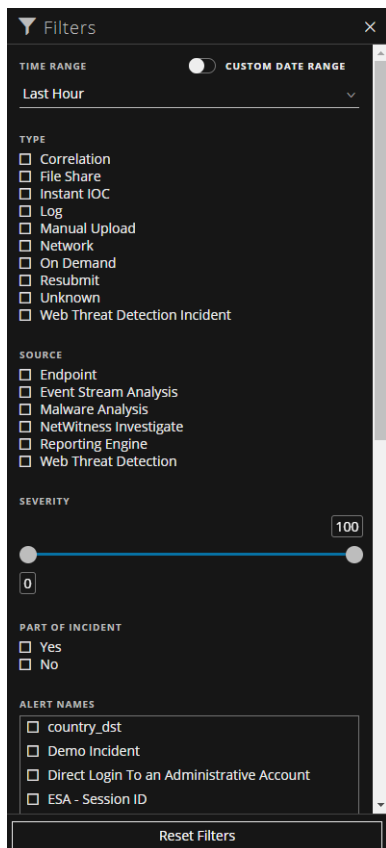 Filters
TIME RANGE CUSTOM DATE RANGE
Last Hour
TYPE
Correlation
File Share
Instant IOC
Log
Manual Upload
Network
On Demand
Resubmit
Unknown
Web Threat Detection Incident
SOURCE
Endpoint
Event Stream Analysis
Malware Analysis
NetWitness Investigate
Reporting Engine
Web Threat Detection
SEVERITY
100
0
PART OF INCIDENT
Yes
No
ALERT NAMES
country_dst
Demo Incident
Direct Login To an Administrative Account
ESA - Session ID
Reset Filters